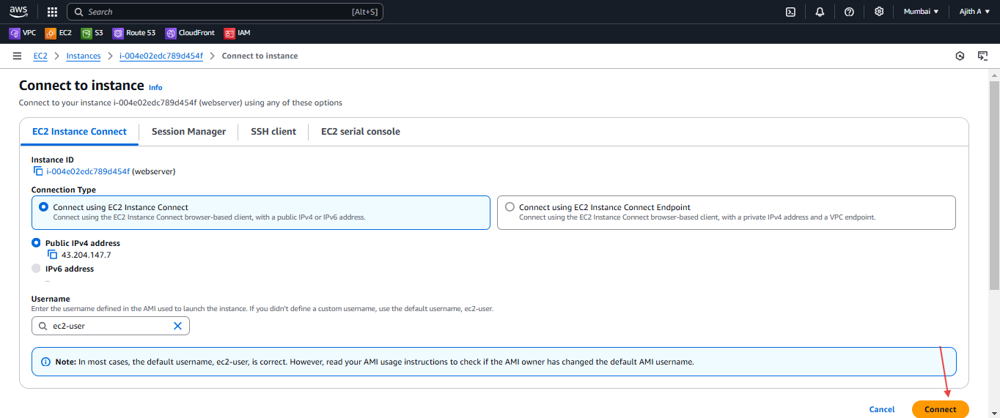 aws Search [Alt+S] Mumbai ▼ Ajith A ▼
VPC EC2 S3 Route 53 CloudFront IAM
EC2 > Instances > i-004e02edc789d454f > Connect to instance
Connect to instance Info
Connect to your instance i-004e02edc789d454f (webserver) using any of these options
EC2 Instance Connect Session Manager SSH client EC2 serial console
Instance ID
i-004e02edc789d454f (webserver)
Connection Type
Connect using EC2 Instance Connect
Connect using the EC2 Instance Connect browser-based client, with a public IPv4 or IPv6 address.
Connect using EC2 Instance Connect Endpoint
Connect using the EC2 Instance Connect browser-based client, with a private IPv4 address and a VPC endpoint.
Public IPv4 address
43.204.147.7
IPv6 address
–
Username
Enter the username defined in the AMI used to launch the instance. If you didn't define a custom username, use the default username, ec2-user.
ec2-user
Note: In most cases, the default username, ec2-user, is correct. However, read your AMI usage instructions to check if the AMI owner has changed the default AMI username.
Cancel Connect